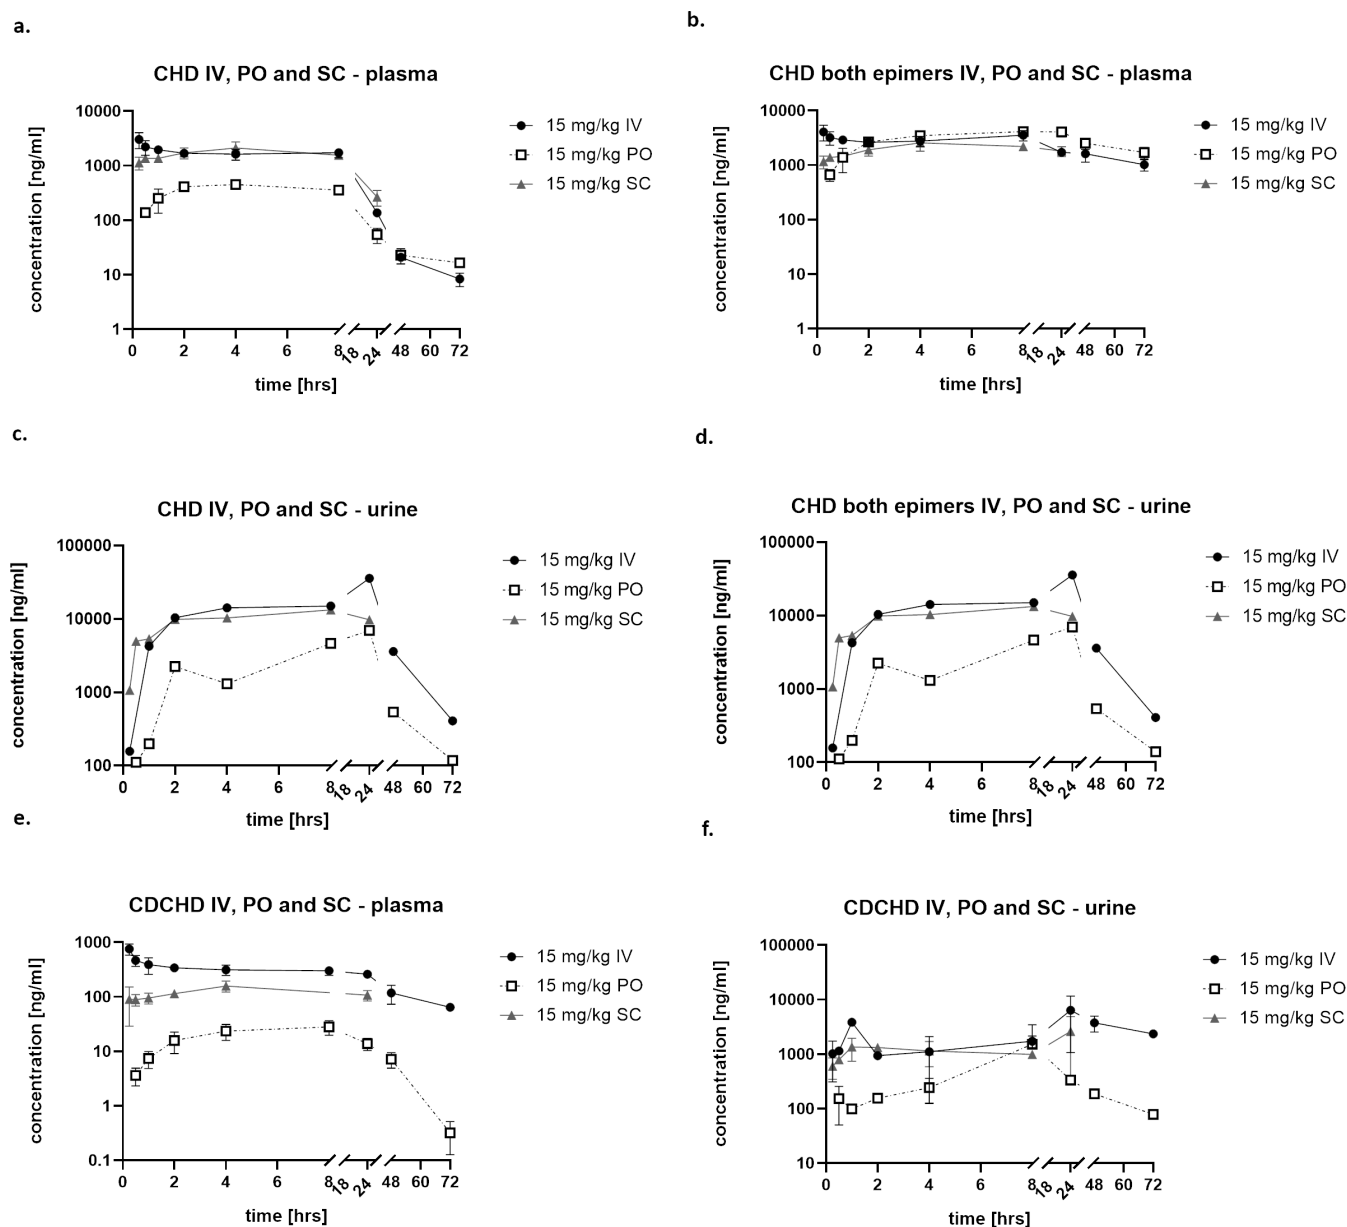 a.
CHD IV, PO and SC - plasma
concentration [ng/ml]
10000
1000
100
10
1
0 2 4 6 8 18 24 48 60 72
time [hrs]
15 mg/kg IV
15 mg/kg PO
15 mg/kg SC
b.
CHD both epimers IV, PO and SC - plasma
concentration [ng/ml]
10000
1000
100
10
1
0 2 4 6 8 18 24 48 60 72
time [hrs]
15 mg/kg IV
15 mg/kg PO
15 mg/kg SC
c.
CHD IV, PO and SC - urine
concentration [ng/ml]
100000
10000
1000
100
0 2 4 6 8 18 24 48 60 72
time [hrs]
15 mg/kg IV
15 mg/kg PO
15 mg/kg SC
d.
CHD both epimers IV, PO and SC - urine
concentration [ng/ml]
100000
10000
1000
100
0 2 4 6 8 18 24 48 60 72
time [hrs]
15 mg/kg IV
15 mg/kg PO
15 mg/kg SC
e.
CDCHD IV, PO and SC - plasma
concentration [ng/ml]
1000
100
10
1
0.1
0 2 4 6 8 18 24 48 60 72
time [hrs]
15 mg/kg IV
15 mg/kg PO
15 mg/kg SC
f.
CDCHD IV, PO and SC - urine
concentration [ng/ml]
100000
10000
1000
100
10
0 2 4 6 8 18 24 48 60 72
time [hrs]
15 mg/kg IV
15 mg/kg PO
15 mg/kg SC